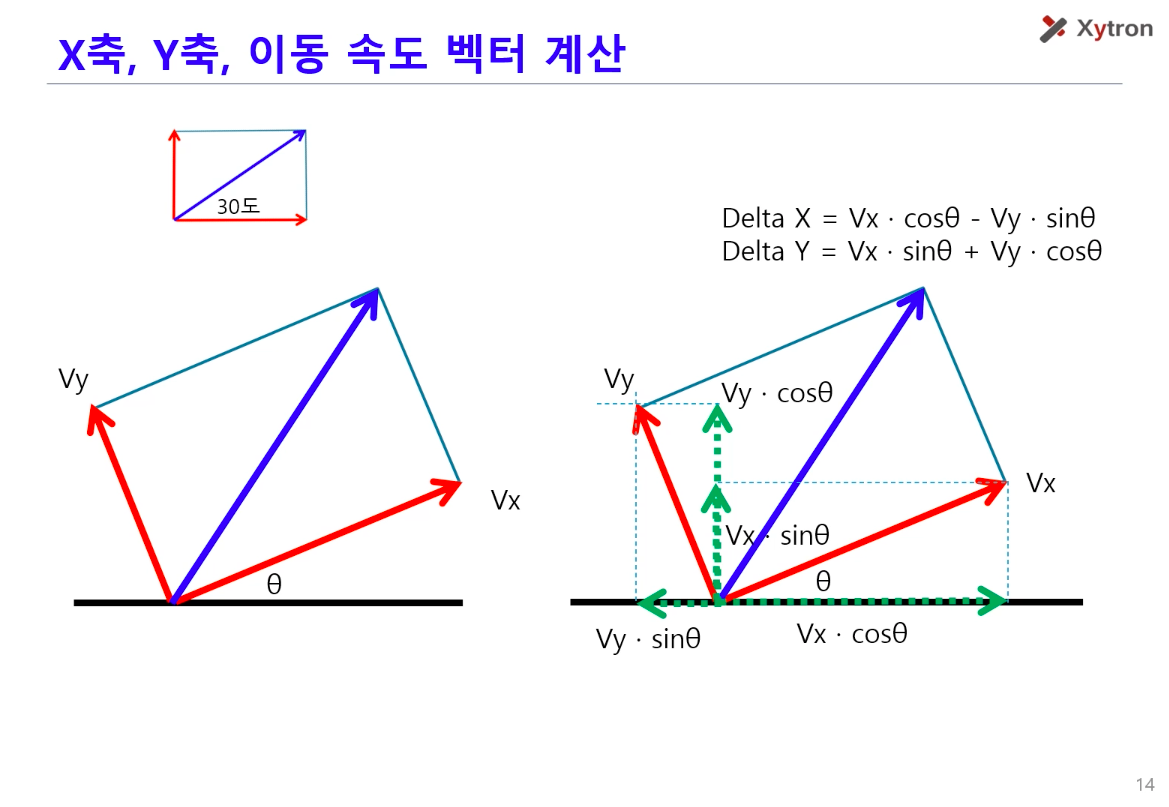 X축, Y축, 이동 속도 벡터 계산
Xytron
30도
Delta X = Vx · cosθ - Vy · sinθ
Delta Y = Vx · sinθ + Vy · cosθ
Vy
Vx
θ
Vy
Vy · cosθ
Vx
Vx · sinθ
θ
Vy · sinθ
Vx · cosθ
14